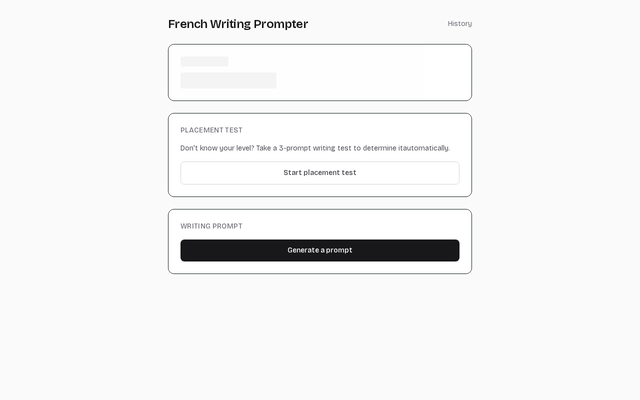 French Writing Prompter
History
PLACEMENT TEST
Don't know your level? Take a 3-prompt writing test to determine itautomatically.
Start placement test
WRITING PROMPT
Generate a prompt